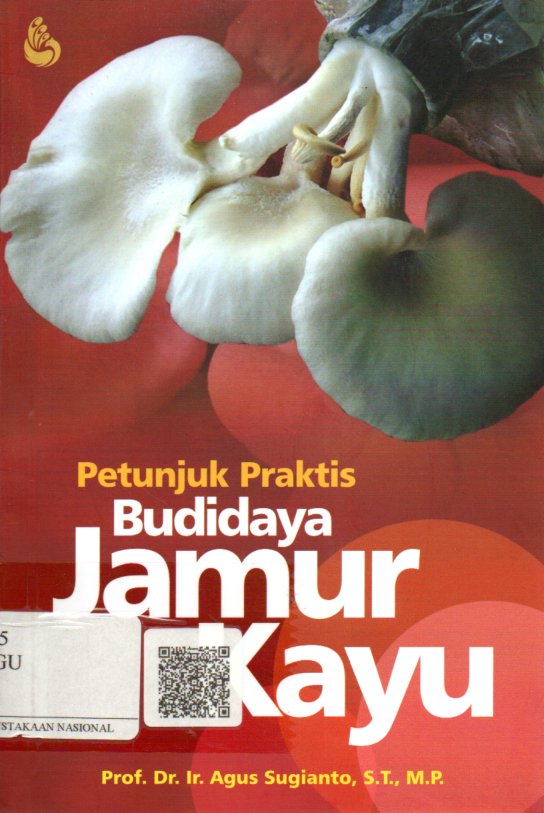 Petunjuk Praktis
Budidaya
Jamur
Kayu
5
GU
STAKAAN NASIONAL
Prof. Dr. Ir. Agus Sugianto, S.T., M.P.